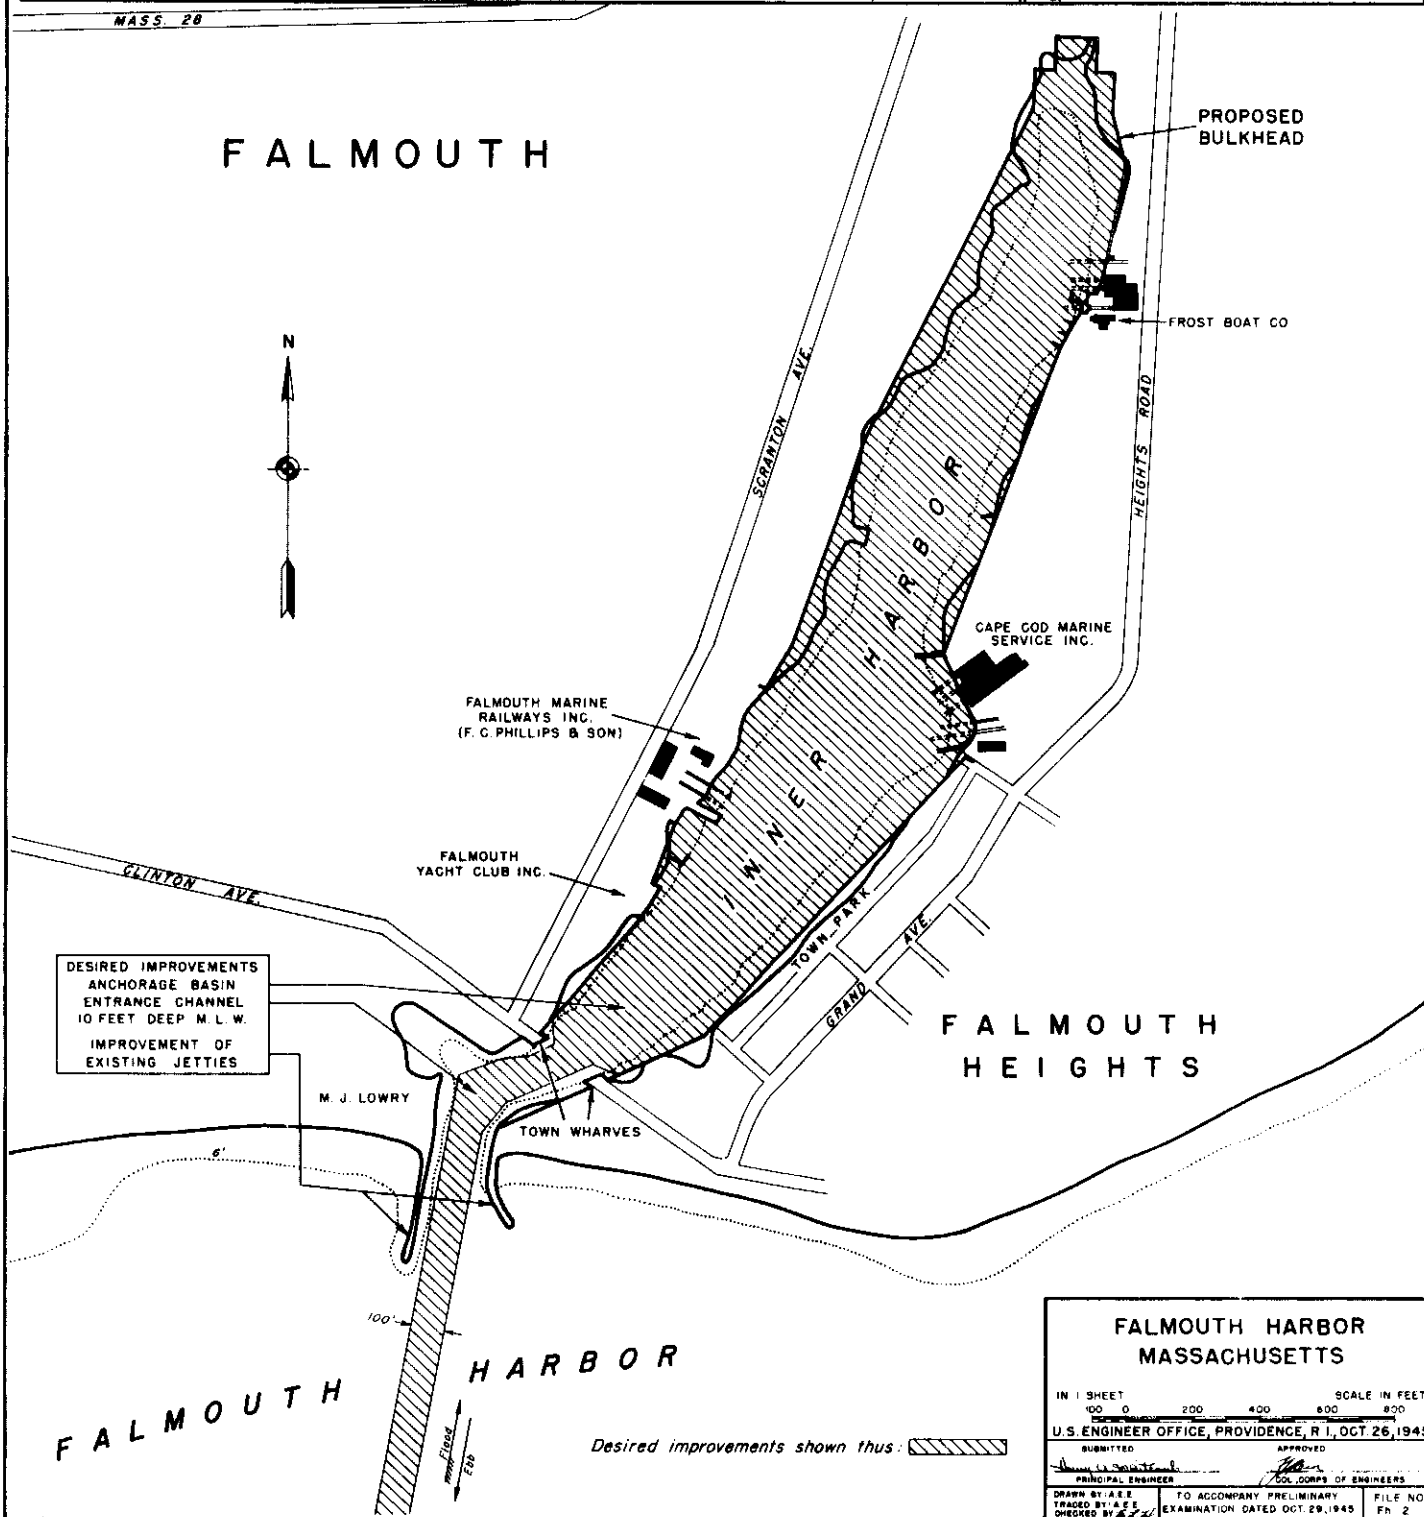 MASS. 28
FALMOUTH
PROPOSED
BULKHEAD
N
SCRANTON AVE.
HEIGHTS ROAD
FROST BOAT CO
INNER HARBOR
CAPE COD MARINE
SERVICE INC.
FALMOUTH MARINE
RAILWAYS INC.
(F. C. PHILLIPS & SON)
FALMOUTH
YACHT CLUB INC.
CLINTON AVE.
TOWN PARK
GRAND AVE.
DESIRED IMPROVEMENTS
ANCHORAGE BASIN
ENTRANCE CHANNEL
10 FEET DEEP M. L. W.
IMPROVEMENT OF
EXISTING JETTIES
M. J. LOWRY
TOWN WHARVES
FALMOUTH
HEIGHTS
6'
100'
FALMOUTH HARBOR
Flood
Ebb
Desired improvements shown thus:
FALMOUTH HARBOR
MASSACHUSETTS
IN 1 SHEET SCALE IN FEET
100 0 200 400 600 800
U.S. ENGINEER OFFICE, PROVIDENCE, R I., OCT. 26, 1945
SUBMITTED APPROVED
PRINCIPAL ENGINEER COL., CORPS OF ENGINEERS
DRAWN BY: A.E.E.
TRACED BY: A.E.E.
CHECKED BY
TO ACCOMPANY PRELIMINARY
EXAMINATION DATED OCT. 29, 1945
FILE NO
Fh 2